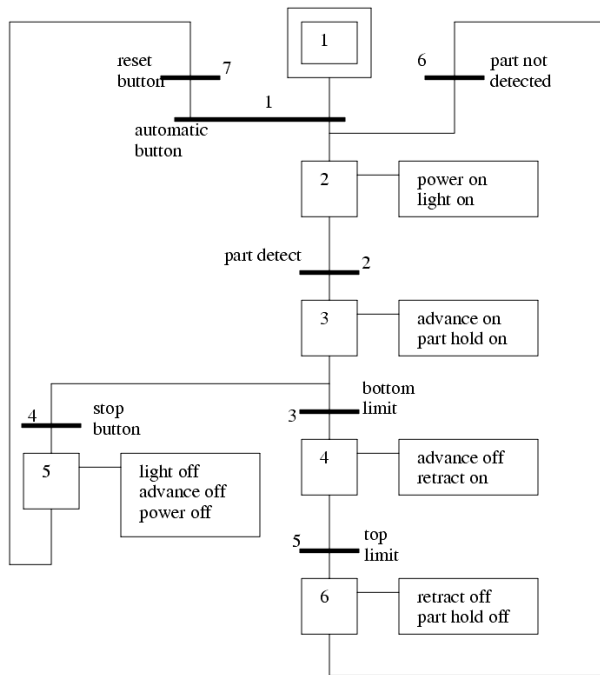 1
reset
button
7
6
part not
detected
1
automatic
button
2
power on
light on
part detect
2
3
advance on
part hold on
4
stop
button
3
bottom
limit
5
light off
advance off
power off
4
advance off
retract on
5
top
limit
6
retract off
part hold off